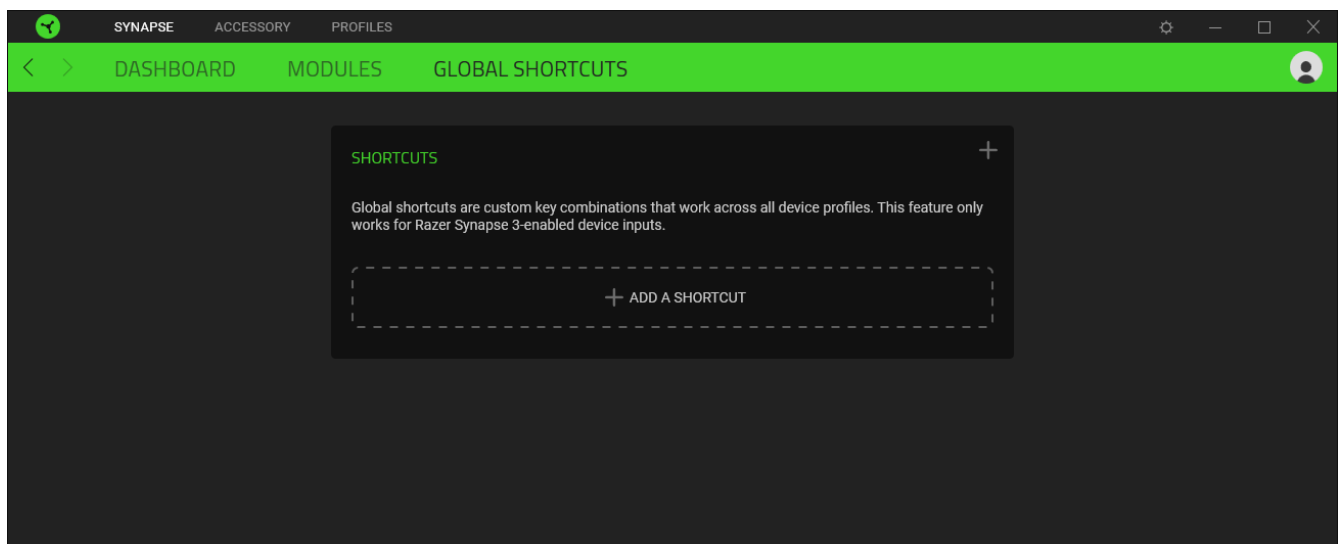 SYNAPSE ACCESSORY PROFILES
DASHBOARD MODULES GLOBAL SHORTCUTS
SHORTCUTS
Global shortcuts are custom key combinations that work across all device profiles. This feature only
works for Razer Synapse 3-enabled device inputs.
ADD A SHORTCUT